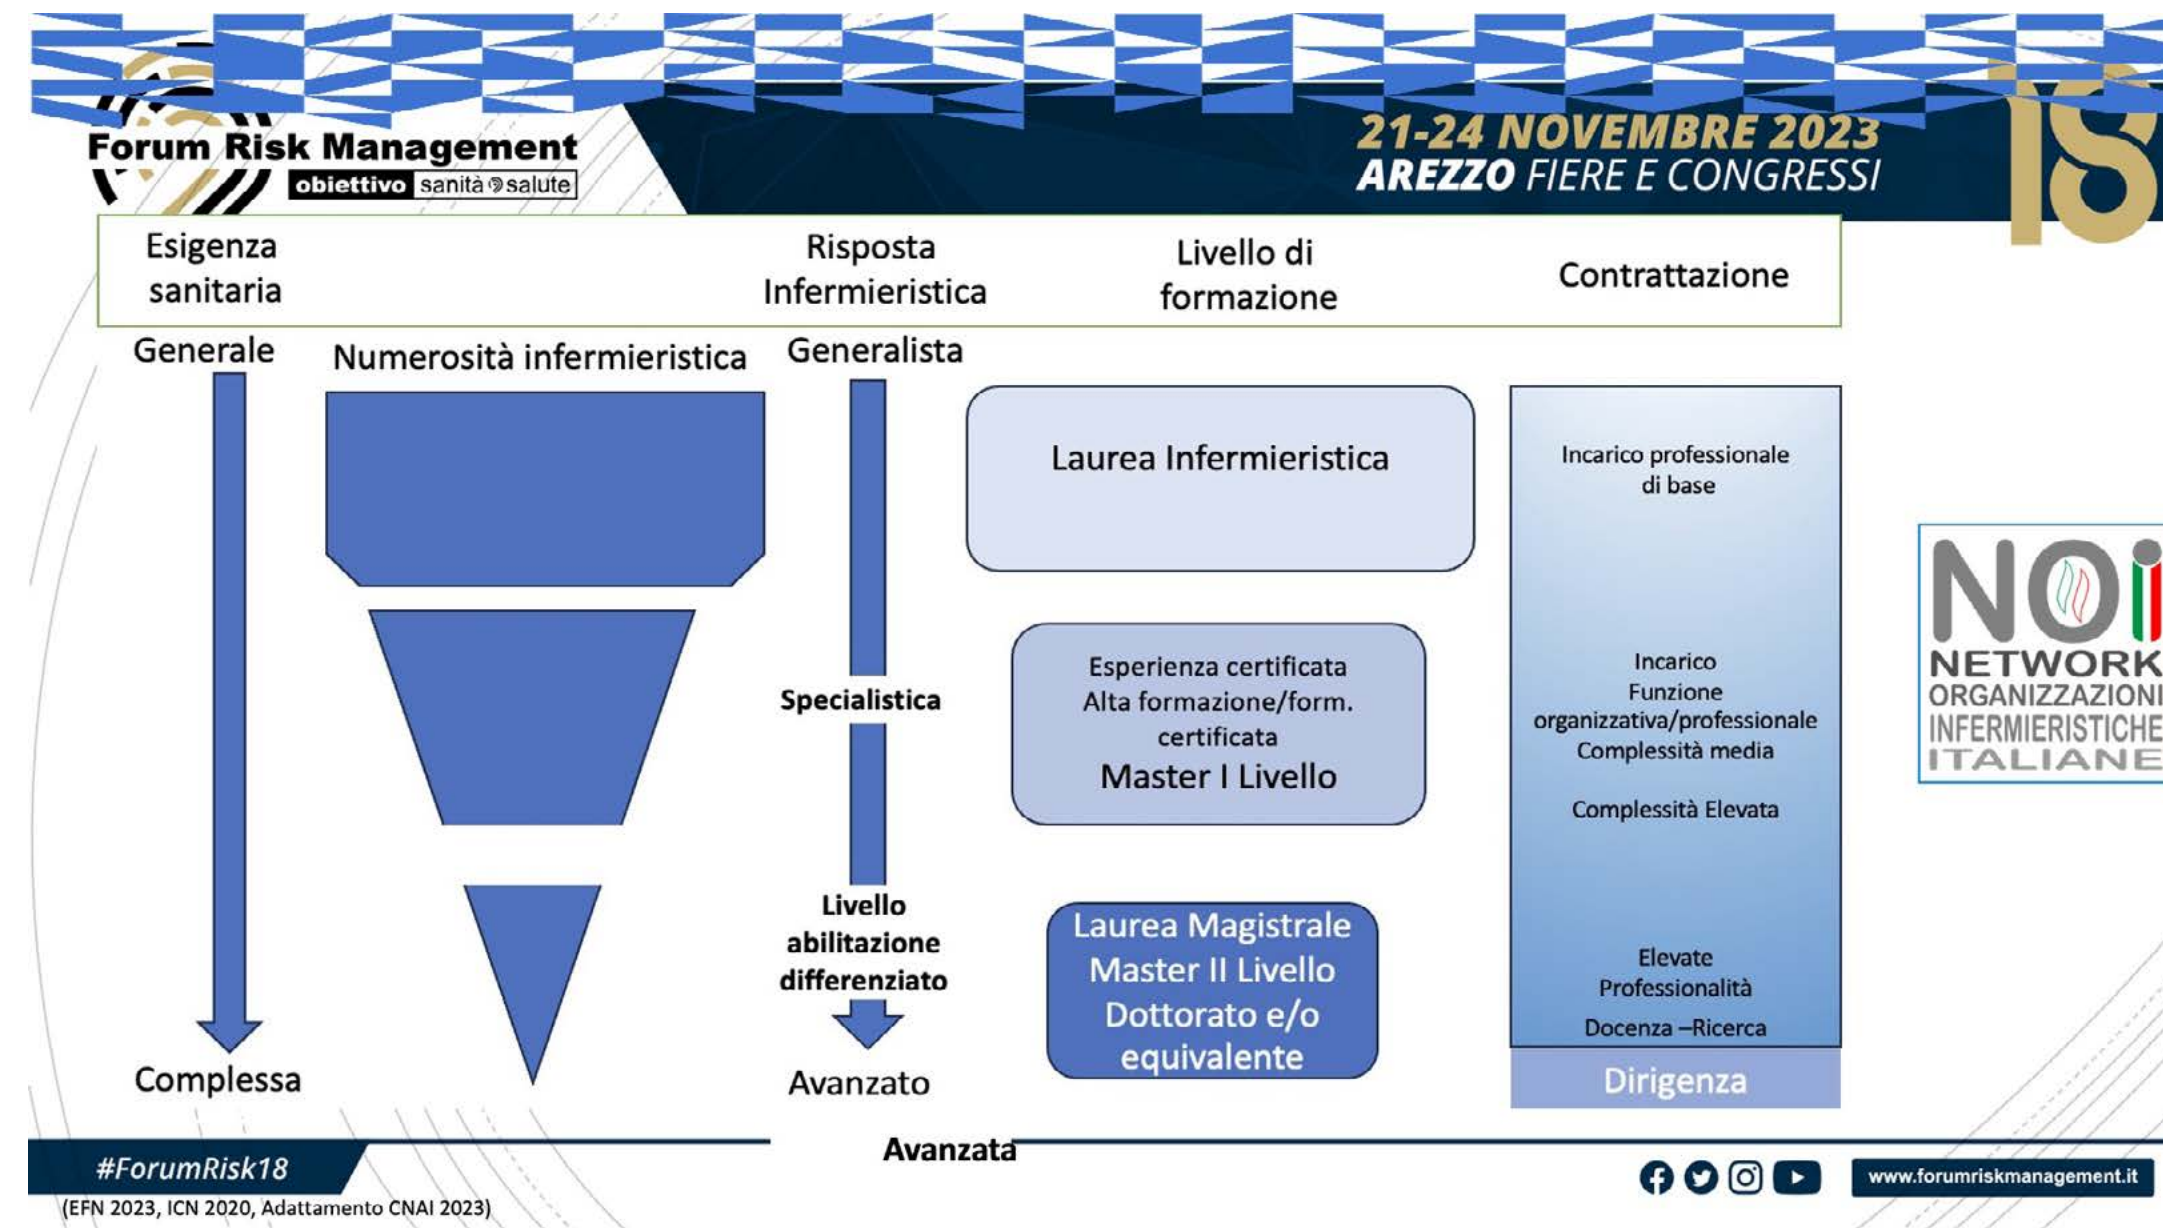 Forum Risk Management
obiettivo sanità salute
21-24 NOVEMBRE 2023
AREZZO FIERE E CONGRESSI
18
Esigenza
sanitaria
Risposta
Infermieristica
Livello di
formazione
Contrattazione
Generale
Numerosità infermieristica
Generalista
Laurea Infermieristica
Incarico professionale
di base
Specialistica
Esperienza certificata
Alta formazione/form.
certificata
Master I Livello
Incarico
Funzione
organizzativa/professionale
Complessità media
Complessità Elevata
Livello
abilitazione
differenziato
Laurea Magistrale
Master II Livello
Dottorato e/o
equivalente
Elevate
Professionalità
Docenza –Ricerca
Dirigenza
Complessa
Avanzato
Avanzata
NOi
NETWORK
ORGANIZZAZIONI
INFERMIERISTICHE
ITALIANE
#ForumRisk18
www.forumriskmanagement.it
(EFN 2023, ICN 2020, Adattamento CNAI 2023)